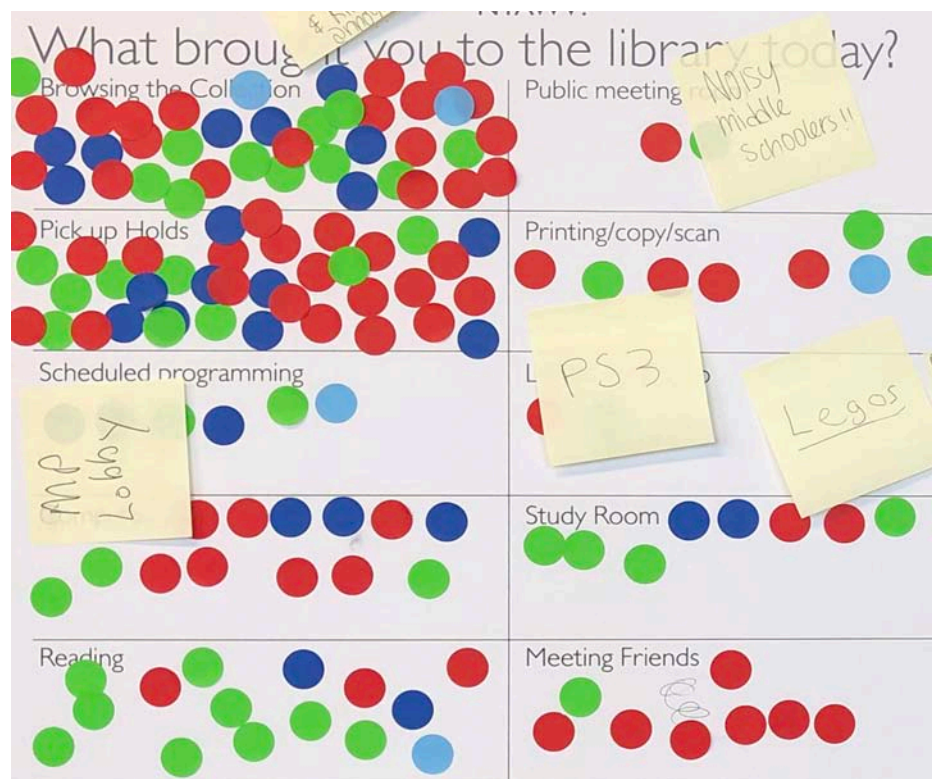 &
What brought you to the library today?
Browsing the Collection
Public meeting
Noisy
middle
schoolers!!
Pick up Holds
Printing/copy/scan
Scheduled programming
PS3
Legos
MP
Lobby
Study Room
Reading
Meeting Friends